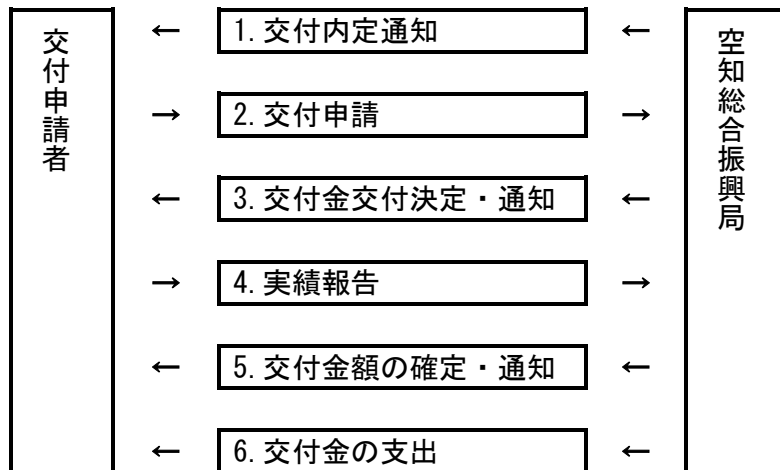 交付申請者
← 1. 交付内定通知 ←
→ 2. 交付申請 →
← 3. 交付金交付決定・通知 ←
→ 4. 実績報告 →
← 5. 交付金額の確定・通知 ←
← 6. 交付金の支出 ←
空知総合振興局